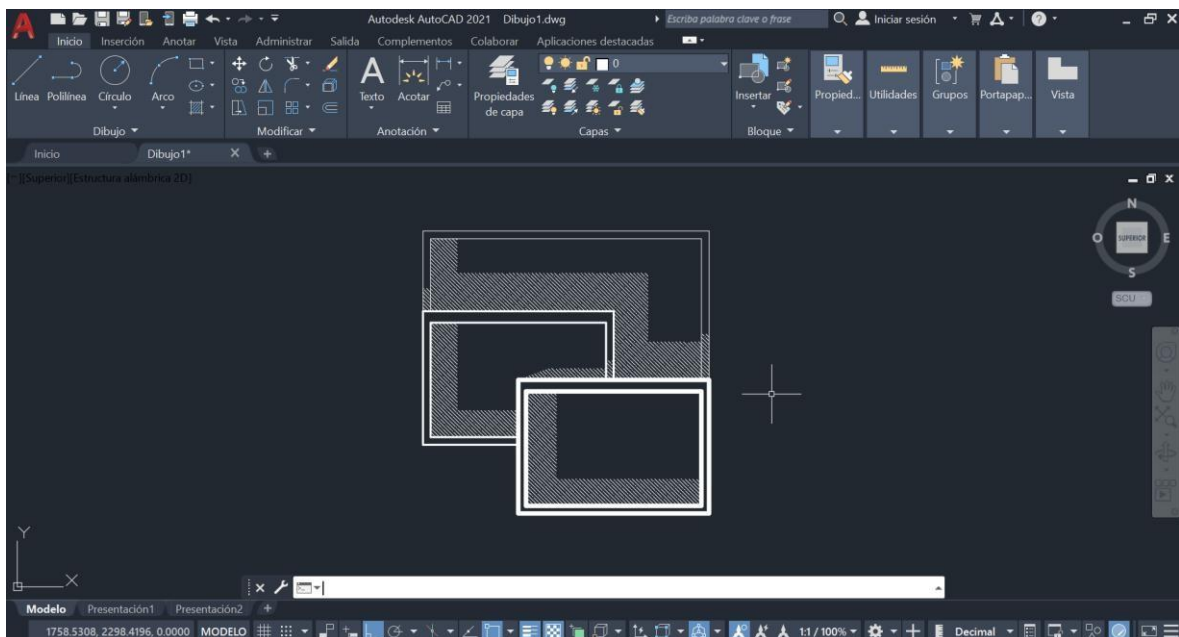 Autodesk AutoCAD 2021 Dibujo1.dwg Escriba palabra clave o frase Iniciar sesión
Inicio Inserción Anotar Vista Administrar Salida Complementos Colaborar Aplicaciones destacadas
0
Línea Polilínea Círculo Arco Texto Acotar Propiedades de capa Insertar Propied... Utilidades Grupos Portapap... Vista
Dibujo Modificar Anotación Capas Bloque
Inicio Dibujo1* X +
[−][Superior][Estructura alámbrica 2D]
N
O SUPERIOR E
S
SCU
Y
X
Modelo Presentación1 Presentación2 +
1758.5308, 2298.4196, 0.0000 MODELO 1:1 / 100% Decimal